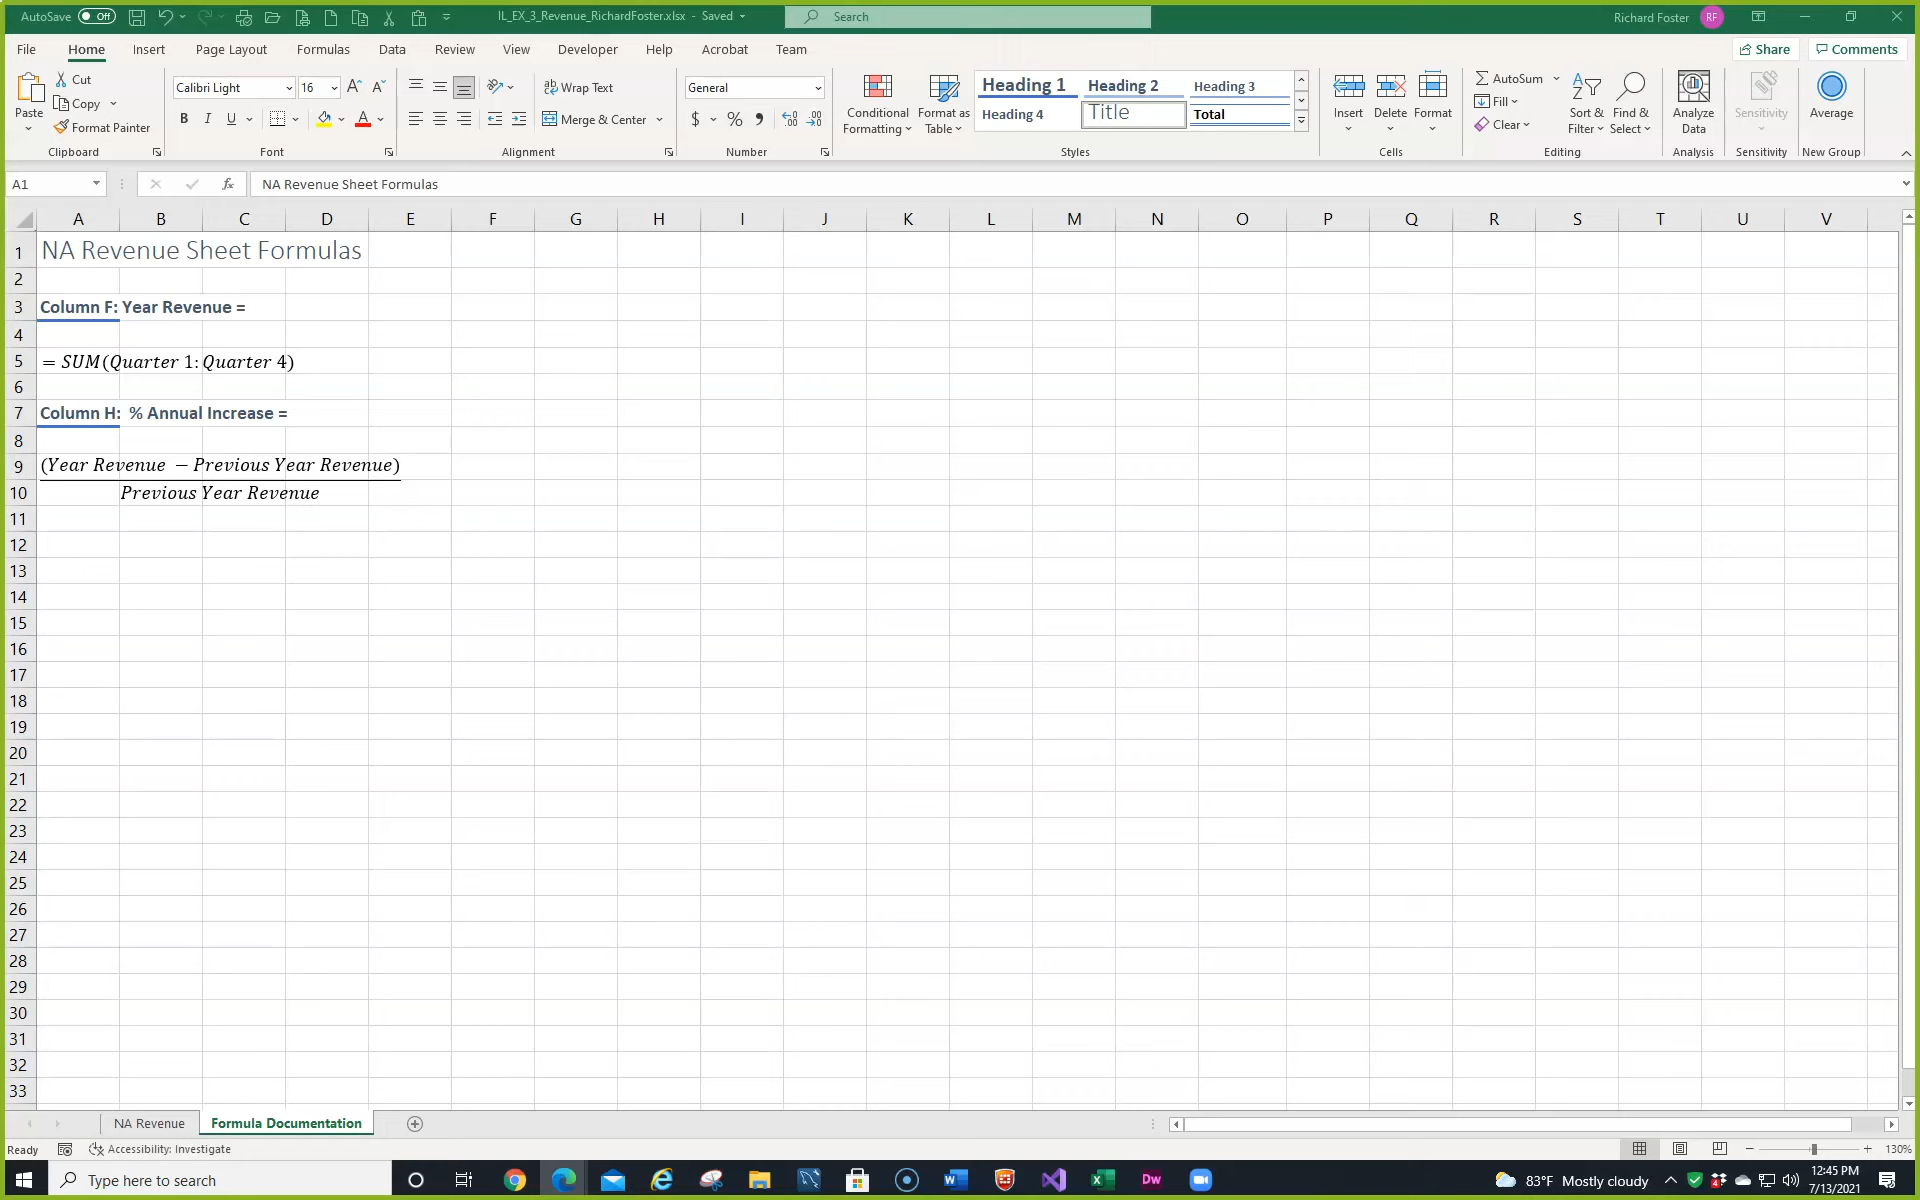 AutoSave Off IL_EX_3_Revenue_RichardFoster.xlsx - Saved Search Richard Foster RF
File Home Insert Page Layout Formulas Data Review View Developer Help Acrobat Team Share Comments
Paste Cut Copy Format Painter
Calibri Light 16
B I U
Wrap Text
Merge & Center
General
$ %
Conditional Formatting
Format as Table
Heading 1 Heading 2 Heading 3
Heading 4 Title Total
Insert Delete Format
AutoSum
Fill
Clear
Sort & Filter
Find & Select
Analyze Data
Sensitivity
Average
Clipboard Font Alignment Number Styles Cells Editing Analysis Sensitivity New Group
A1 fx NA Revenue Sheet Formulas
A B C D E F G H I J K L M N O P Q R S T U V
1 NA Revenue Sheet Formulas
2
3 Column F: Year Revenue =
4
5 = SUM(Quarter 1: Quarter 4)
6
7 Column H: % Annual Increase =
8
9 (Year Revenue − Previous Year Revenue)
10 Previous Year Revenue
11
12
13
14
15
16
17
18
19
20
21
22
23
24
25
26
27
28
29
30
31
32
33
NA Revenue Formula Documentation
Ready Accessibility: Investigate 130%
Type here to search W X Dw 83°F Mostly cloudy 12:45 PM
7/13/2021